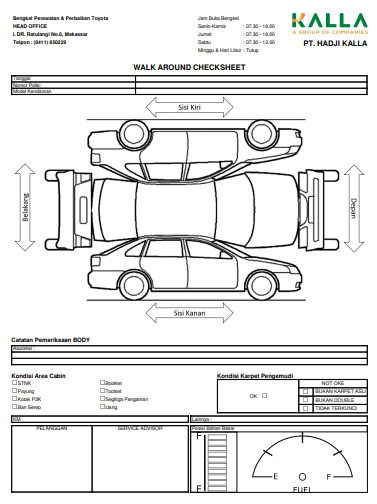 Bengkel Perawatan & Perbaikan Toyota
HEAD OFFICE
Jl. DR. Ratulangi No.8, Makassar
Telpon : (0411) 850229
Jam Buka Bengkel
Senin-Kamis : 07.30 - 16.00
Jumat : 07.30 - 16.00
Sabtu : 07.30 - 12.00
Minggu & Hari Libur : Tutup
KALLA
A GROUP OF COMPANIES
PT. HADJI KALLA
WALK AROUND CHECKSHEET
Tanggal
Nomor Polisi
Model Kendaraan
Sisi Kiri
Belakang
Depan
Sisi Kanan
Catatan Pemeriksaan BODY
Asuransi :
Kondisi Area Cabin
STNK
Payung
Kotak P3K
Ban Serep
Booklet
Toolset
Segitiga Pengaman
Uang
Kondisi Karpet Pengemudi
OK
NOT OKE
BUKAN KARPET ASLI
BUKAN DOUBLE
TIDAK TERKUNCI
KM :
Lainnya :
PELANGGAN
SERVICE ADVISOR
Posisi Bahan Bakar
F
E
E
F
FUEL